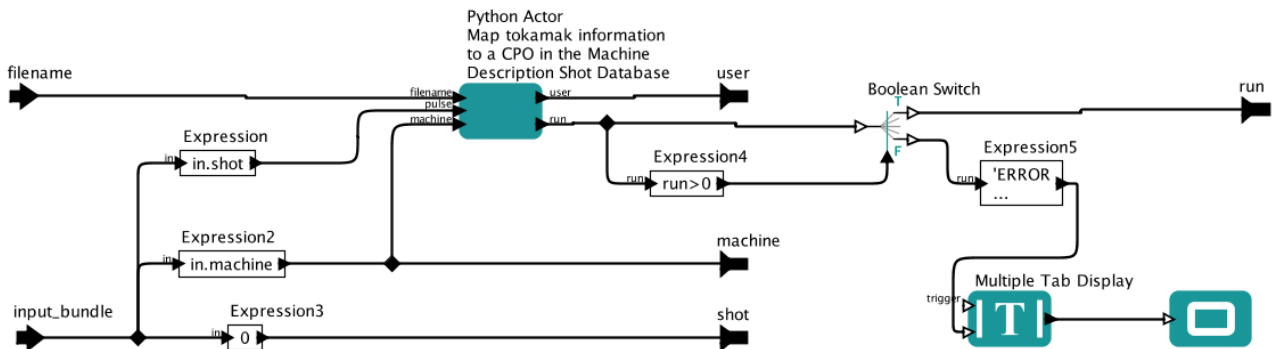 Python Actor
Map tokamak information
to a CPO in the Machine
Description Shot Database
filename
user
run
Boolean Switch
filename
pulse
machine
user
run
T
F
Expression
in
in.shot
Expression4
run
run>0
Expression5
run
'ERROR
...
Expression2
in
in.machine
machine
input_bundle
Expression3
in
0
shot
Multiple Tab Display
trigger
T